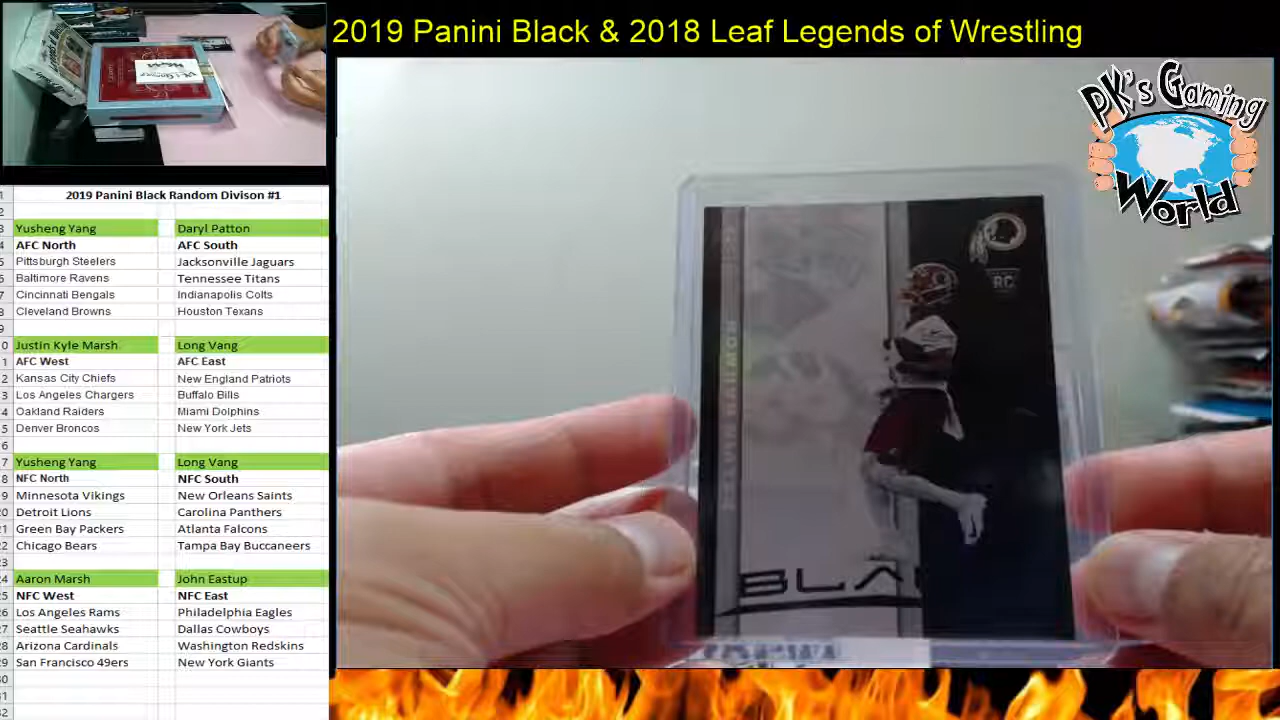 2019 Panini Black & 2018 Leaf Legends of Wrestling
PK's Gaming
World
2019 Panini Black Random Divison #1
Yusheng Yang Daryl Patton
AFC North AFC South
Pittsburgh Steelers Jacksonville Jaguars
Baltimore Ravens Tennessee Titans
Cincinnati Bengals Indianapolis Colts
Cleveland Browns Houston Texans
Justin Kyle Marsh Long Vang
AFC West AFC East
Kansas City Chiefs New England Patriots
Los Angeles Chargers Buffalo Bills
Oakland Raiders Miami Dolphins
Denver Broncos New York Jets
Yusheng Yang Long Vang
NFC North NFC South
Minnesota Vikings New Orleans Saints
Detroit Lions Carolina Panthers
Green Bay Packers Atlanta Falcons
Chicago Bears Tampa Bay Buccaneers
Aaron Marsh John Eastup
NFC West NFC East
Los Angeles Rams Philadelphia Eagles
Seattle Seahawks Dallas Cowboys
Arizona Cardinals Washington Redskins
San Francisco 49ers New York Giants
RC
KELVIN HARMON
BLA